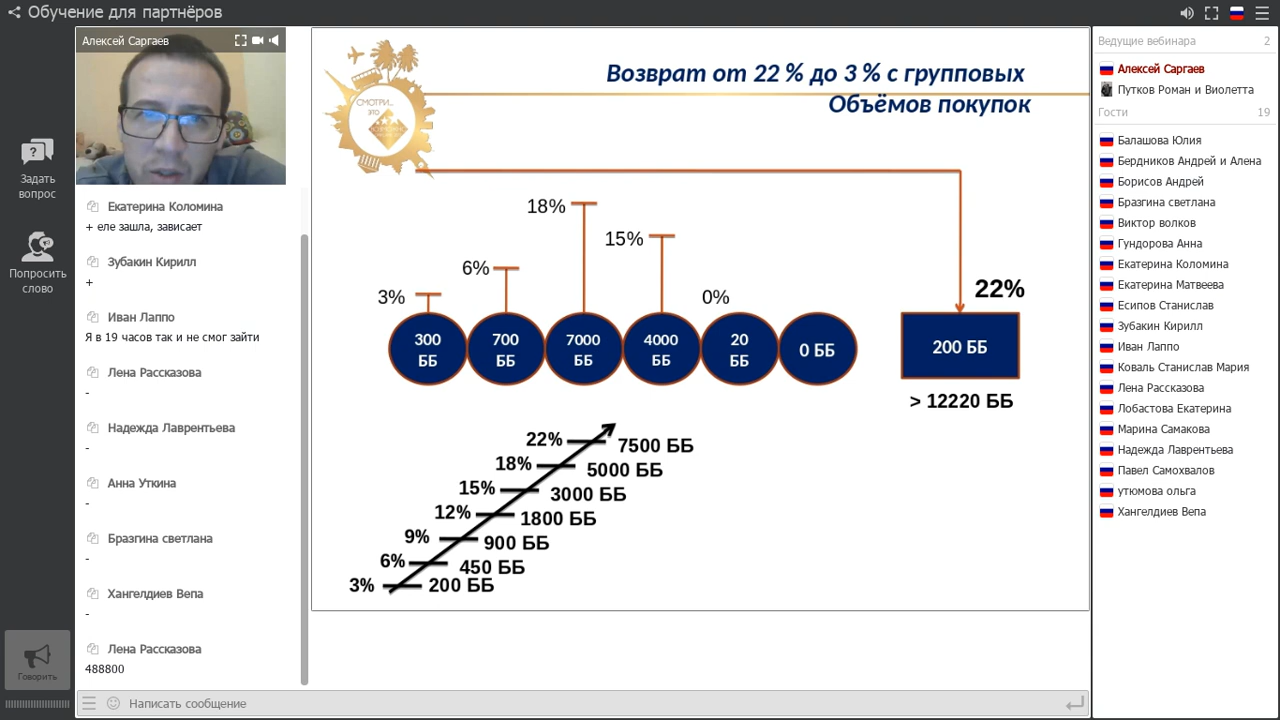 Обучение для партнёров
Алексей Саргаев
Задать
вопрос
Попросить
слово
Говорить
Екатерина Коломина
+ еле зашла, зависает
Зубакин Кирилл
+
Иван Лаппо
Я в 19 часов так и не смог зайти
Лена Рассказова
-
Надежда Лаврентьева
-
Анна Уткина
-
Бразгина светлана
-
Хангелдиев Вепа
-
Лена Рассказова
488800
Написать сообщение
СМОТРИ...
ЭТО
ВОЗМОЖНО
Возврат от 22 % до 3 % с групповых
Объёмов покупок
18%
15%
6%
3%
0%
22%
300
ББ
700
ББ
7000
ББ
4000
ББ
20
ББ
0 ББ
200 ББ
> 12220 ББ
22% 7500 ББ
18% 5000 ББ
15% 3000 ББ
12% 1800 ББ
9% 900 ББ
6% 450 ББ
3% 200 ББ
Ведущие вебинара 2
Алексей Саргаев
Путков Роман и Виолетта
Гости 19
Балашова Юлия
Бердников Андрей и Алена
Борисов Андрей
Бразгина светлана
Виктор волков
Гундорова Анна
Екатерина Коломина
Екатерина Матвеева
Есипов Станислав
Зубакин Кирилл
Иван Лаппо
Коваль Станислав Мария
Лена Рассказова
Лобастова Екатерина
Марина Самакова
Надежда Лаврентьева
Павел Самохвалов
утюмова ольга
Хангелдиев Вепа